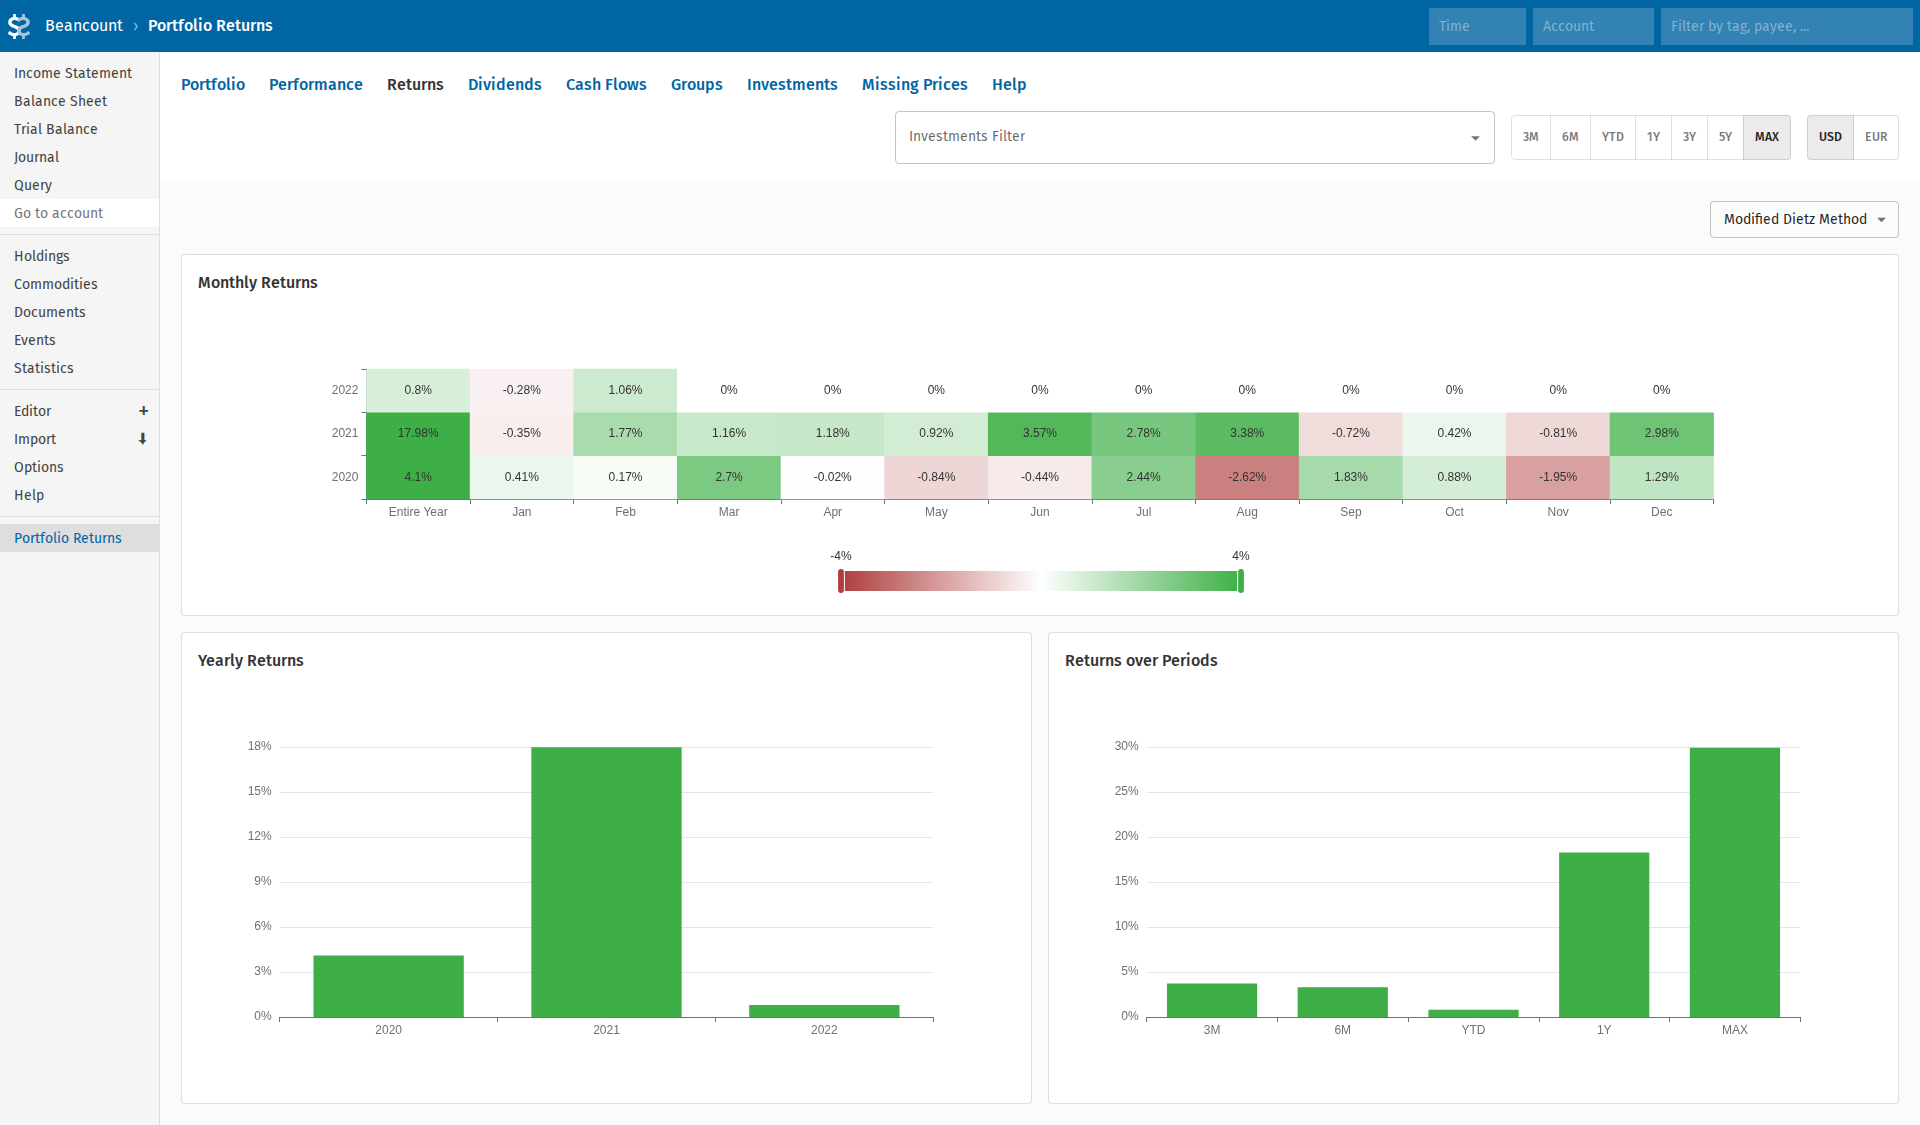 Beancount › Portfolio Returns
Time
Account
Filter by tag, payee, ...
Income Statement
Balance Sheet
Trial Balance
Journal
Query
Go to account
Holdings
Commodities
Documents
Events
Statistics
Editor +
Import
Options
Help
Portfolio Returns
Portfolio Performance Returns Dividends Cash Flows Groups Investments Missing Prices Help
Investments Filter
3M 6M YTD 1Y 3Y 5Y MAX
USD EUR
Modified Dietz Method
Monthly Returns
2022 0.8% -0.28% 1.06% 0% 0% 0% 0% 0% 0% 0% 0% 0% 0%
2021 17.98% -0.35% 1.77% 1.16% 1.18% 0.92% 3.57% 2.78% 3.38% -0.72% 0.42% -0.81% 2.98%
2020 4.1% 0.41% 0.17% 2.7% -0.02% -0.84% -0.44% 2.44% -2.62% 1.83% 0.88% -1.95% 1.29%
Entire Year Jan Feb Mar Apr May Jun Jul Aug Sep Oct Nov Dec
-4% 4%
Yearly Returns
18%
15%
12%
9%
6%
3%
0%
2020 2021 2022
Returns over Periods
30%
25%
20%
15%
10%
5%
0%
3M 6M YTD 1Y MAX